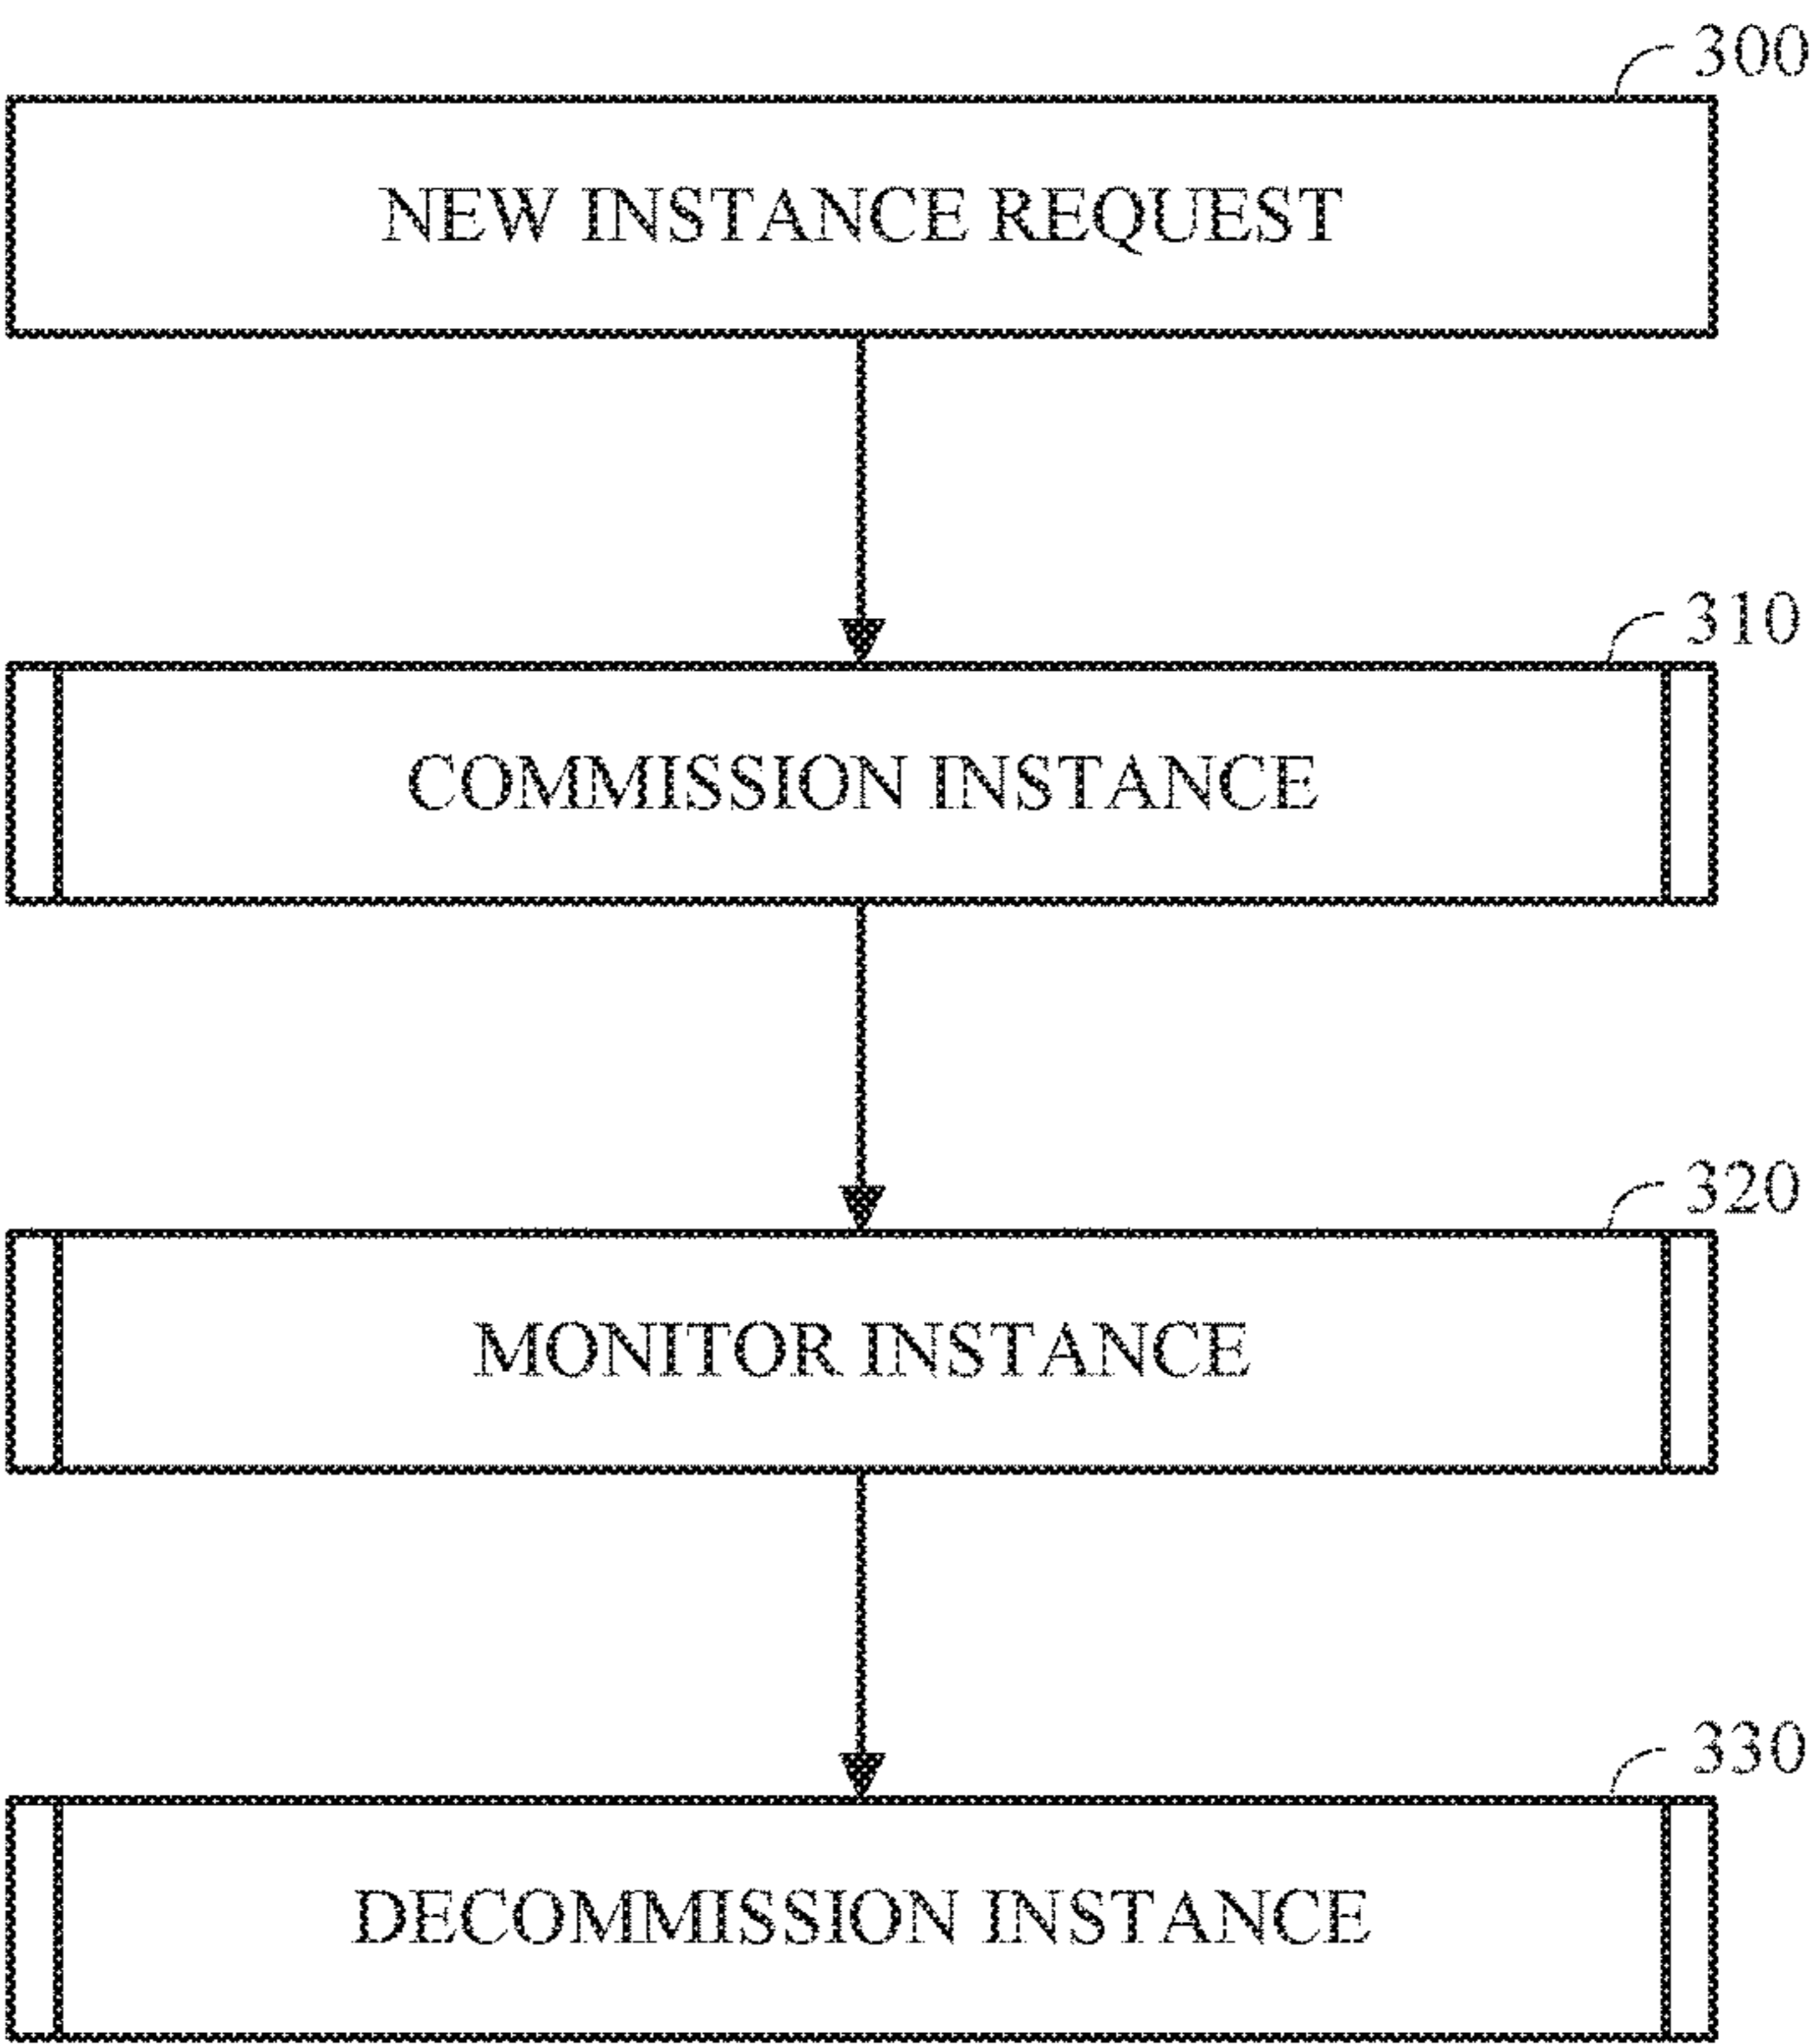 300
NEW INSTANCE REQUEST
310
COMMISSION INSTANCE
320
MONITOR INSTANCE
330
DECOMMISSION INSTANCE